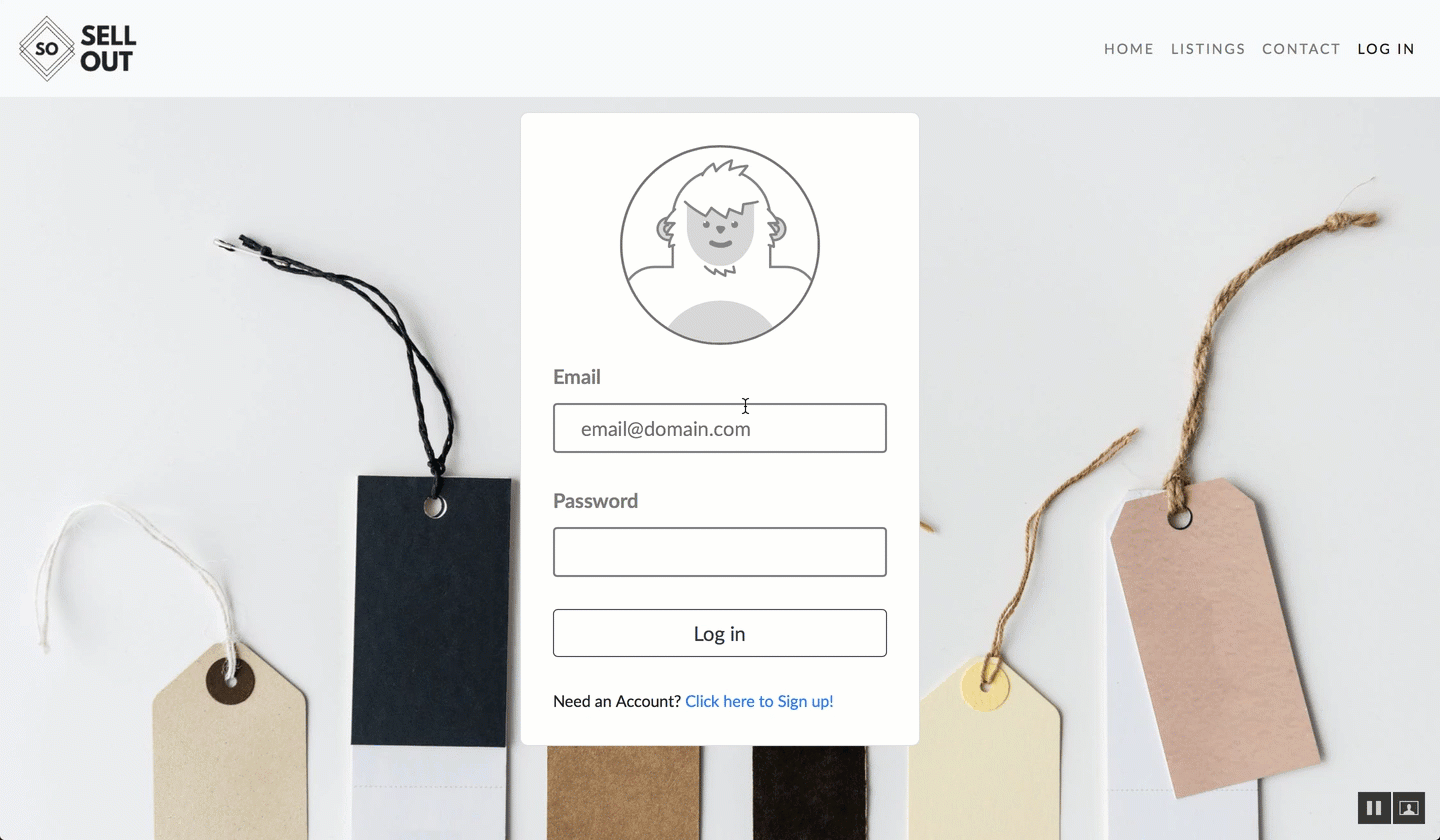 SO
SELL
OUT
HOME LISTINGS CONTACT LOG IN
Email
email@domain.com
Password
Log in
Need an Account? Click here to Sign up!